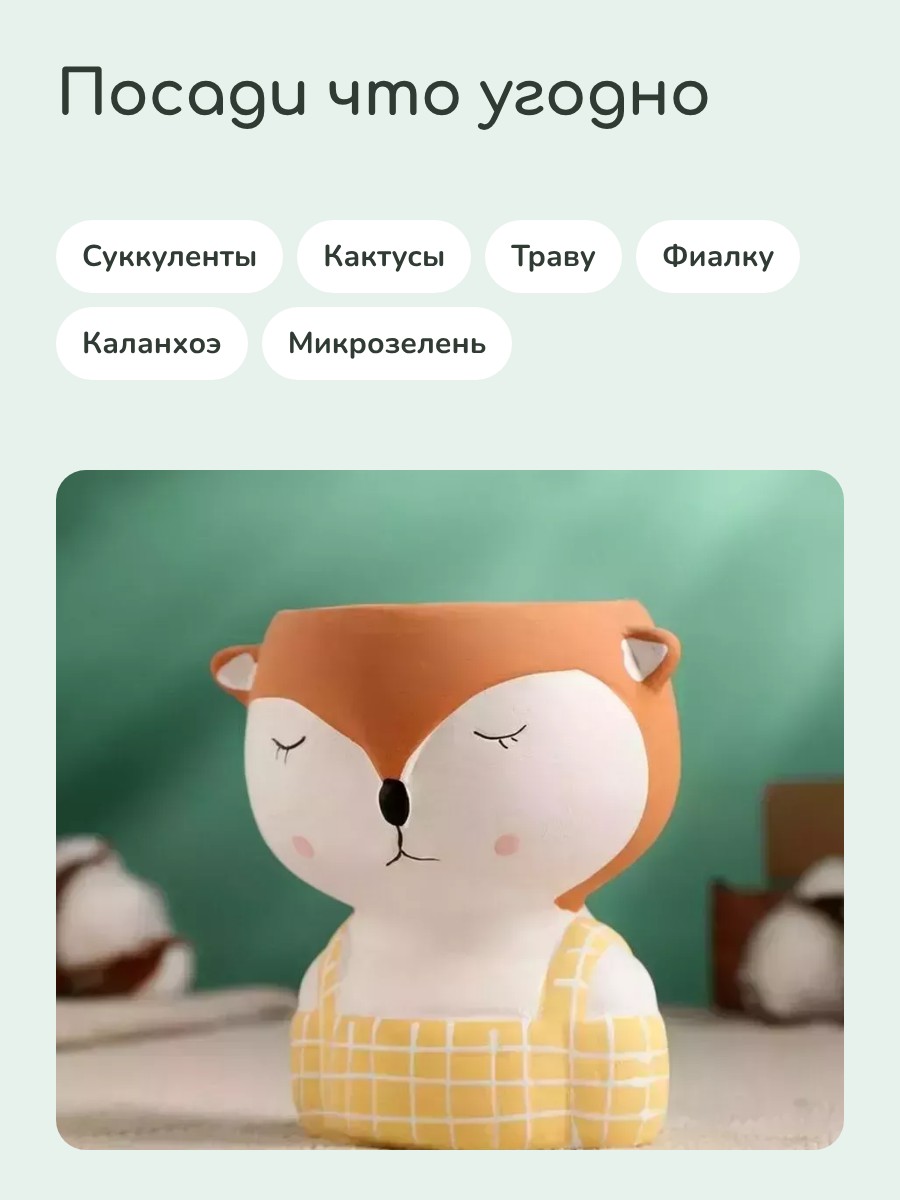 Посади что угодно
Суккуленты Кактусы Траву Фиалку
Каланхоэ Микрозелень